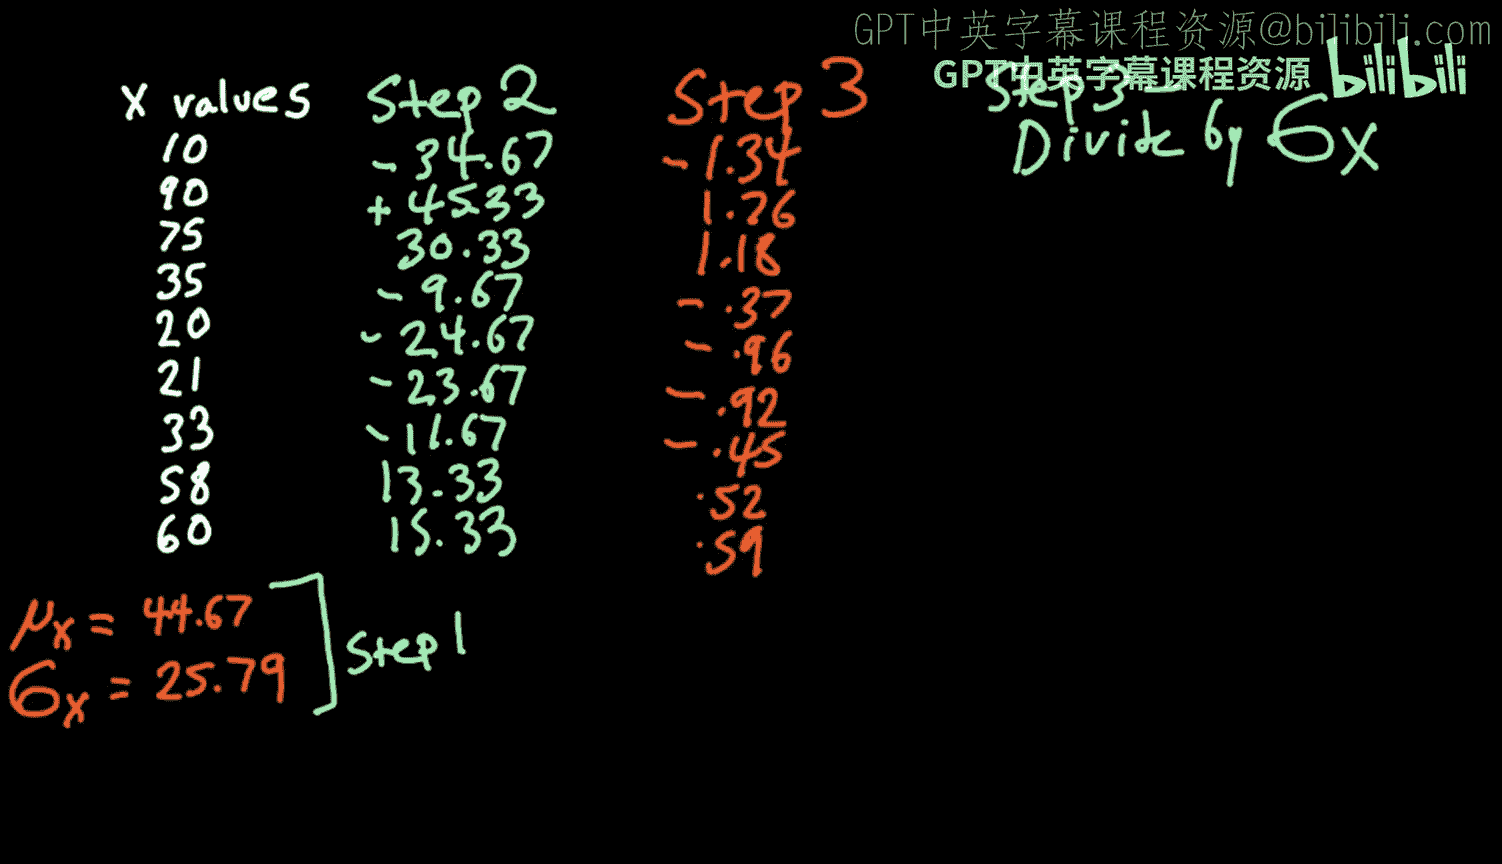 GPT中英字幕课程资源@bilibili.com
GPT中英字幕课程资源 bilibili
x values Step 2 Step 3 Step 3 -
Divide by σx
10 - 34.67 - 1.34
90 + 45.33 1.76
75 30.33 1.18
35 - 9.67 - .37
20 - 24.67 - .96
21 - 23.67 - .92
33 - 11.67 - .45
58 13.33 .52
60 15.33 .59
μx = 44.67
σx = 25.79
Step 1